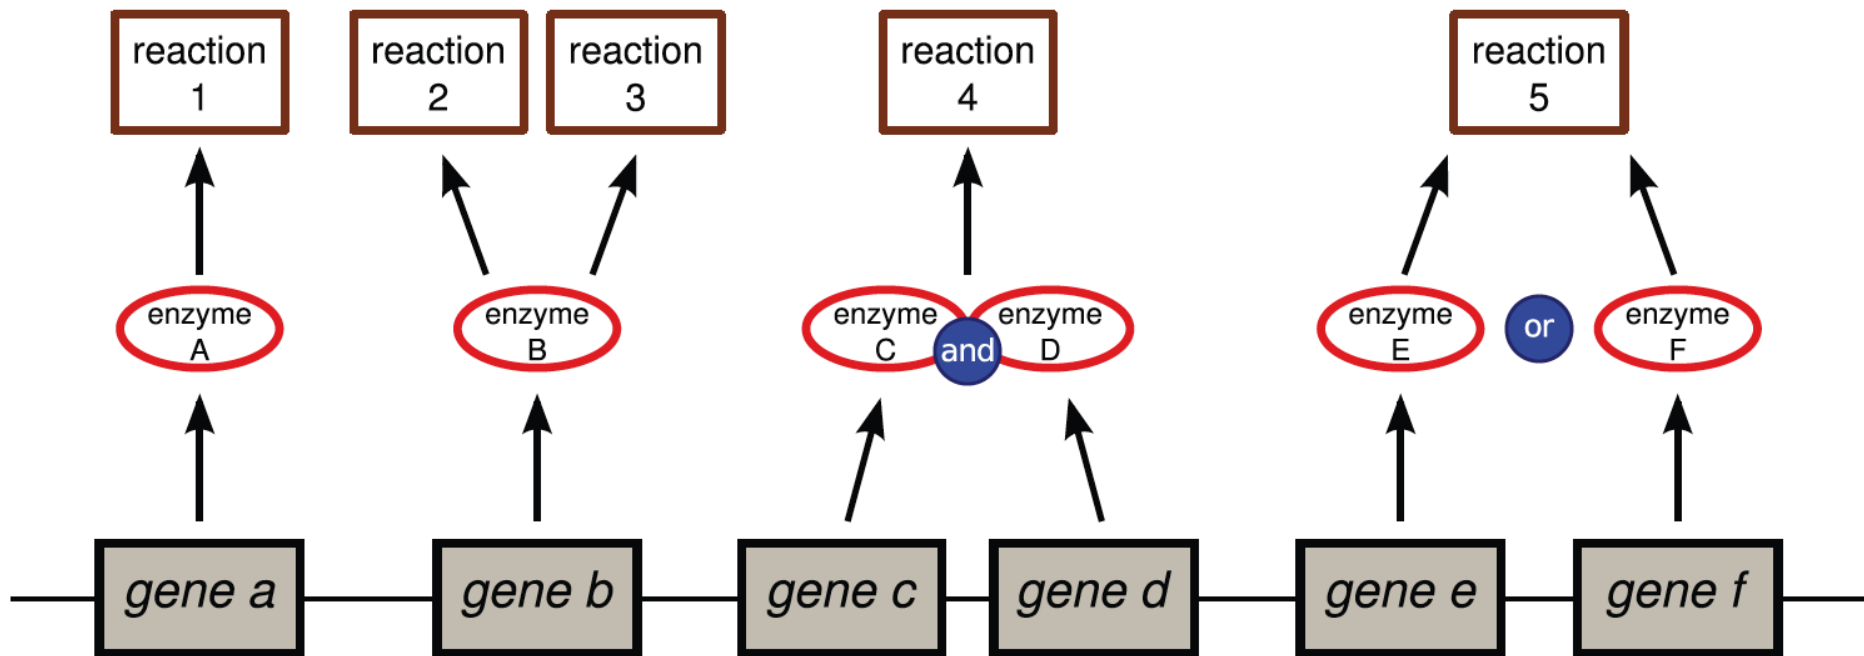 reaction
1
reaction
2
reaction
3
reaction
4
reaction
5
enzyme
A
enzyme
B
enzyme
C
and
enzyme
D
enzyme
E
or
enzyme
F
gene a
gene b
gene c
gene d
gene e
gene f